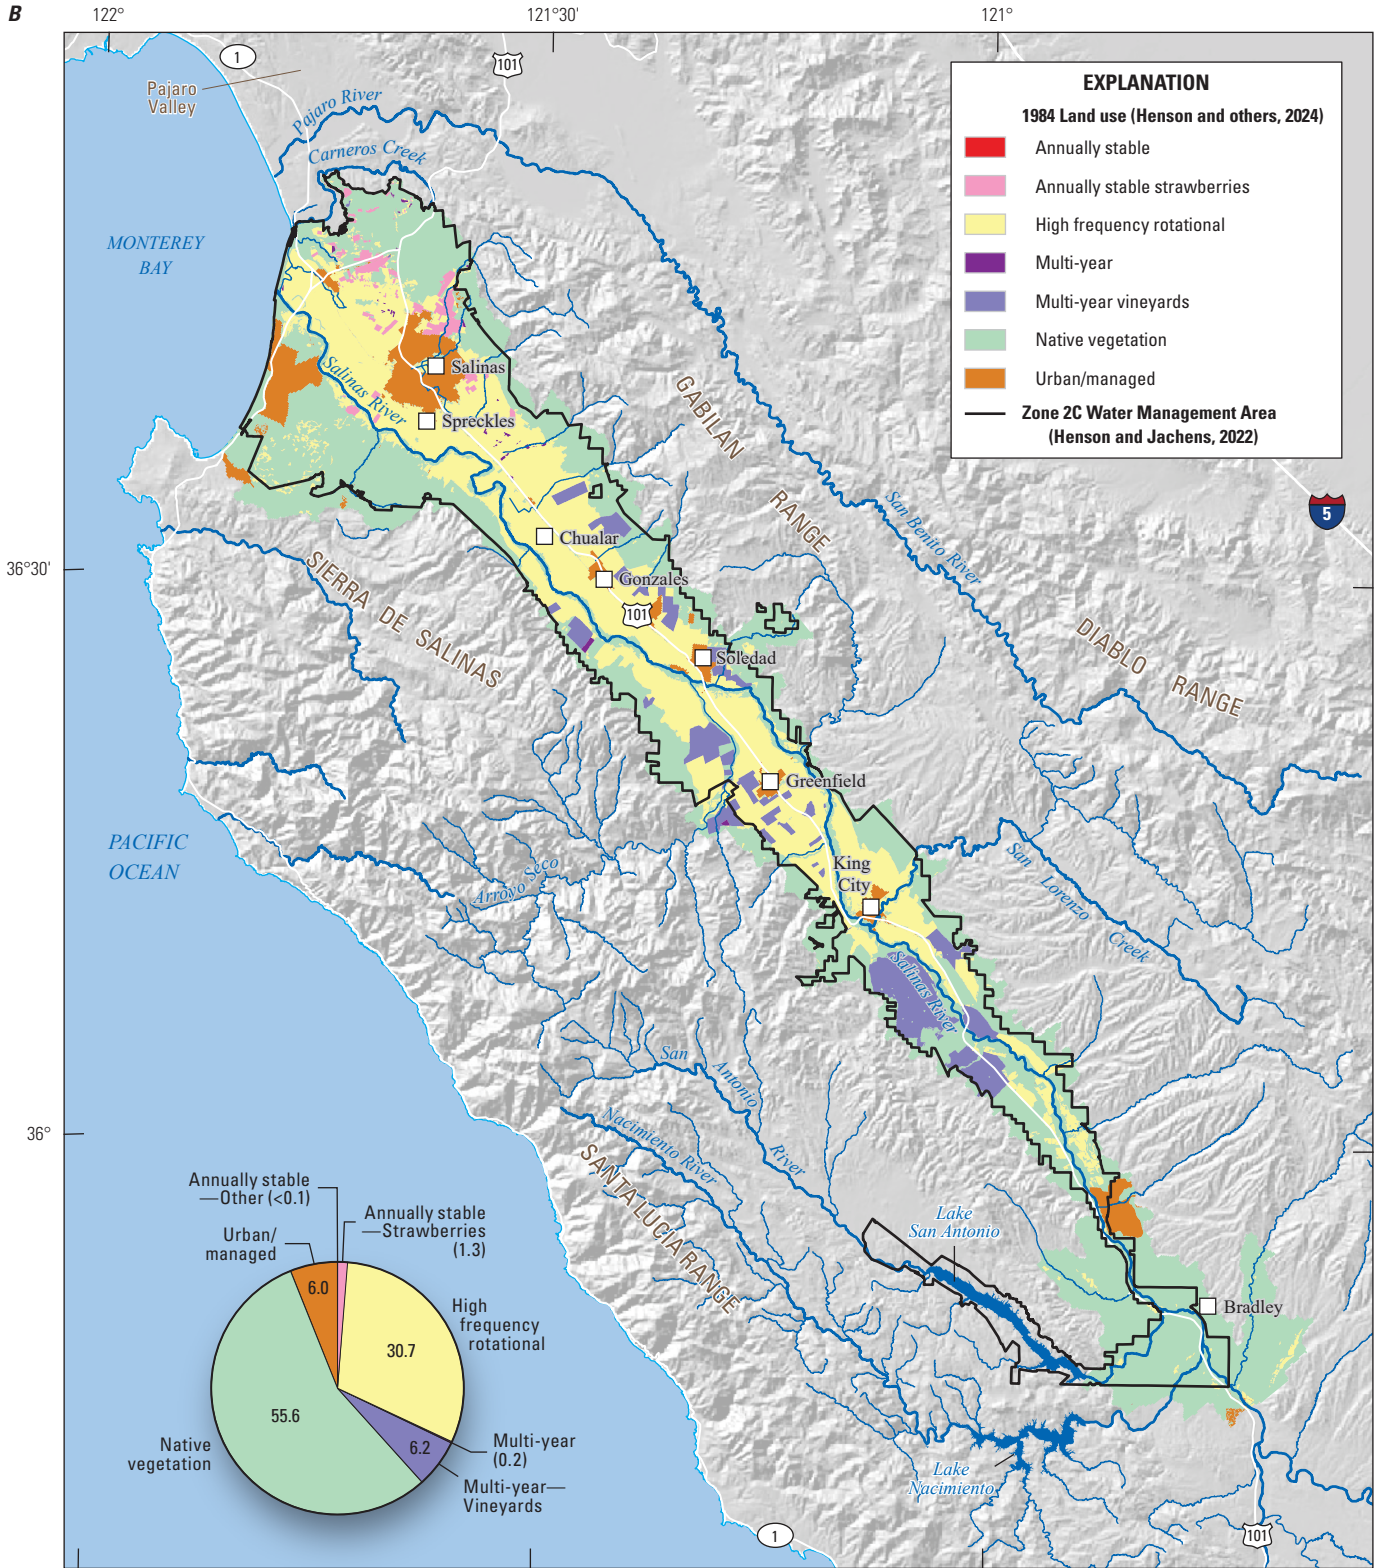 B
122°
121°30'
121°
1
101
Pajaro
Valley
Pajaro River
Carneros Creek
EXPLANATION
1984 Land use (Henson and others, 2024)
Annually stable
Annually stable strawberries
High frequency rotational
Multi-year
Multi-year vineyards
Native vegetation
Urban/managed
Zone 2C Water Management Area
(Henson and Jachens, 2022)
MONTEREY
BAY
Salinas
Salinas River
Spreckles
GABILAN
RANGE
San Benito River
5
Chualar
36°30'
Gonzales
101
SIERRA DE SALINAS
Soledad
DIABLO RANGE
Greenfield
PACIFIC
OCEAN
King
City
San Lorenzo Creek
Arroyo Seco
Salinas River
San Antonio River
36°
Nacimiento River
SANTA LUCIA RANGE
Lake
San Antonio
Bradley
Annually stable
—Other (<0.1)
Annually stable
—Strawberries
(1.3)
Urban/
managed
6.0
High
frequency
rotational
30.7
55.6
Native
vegetation
6.2
Multi-year
(0.2)
Multi-year—
Vineyards
Lake
Nacimiento
1
101